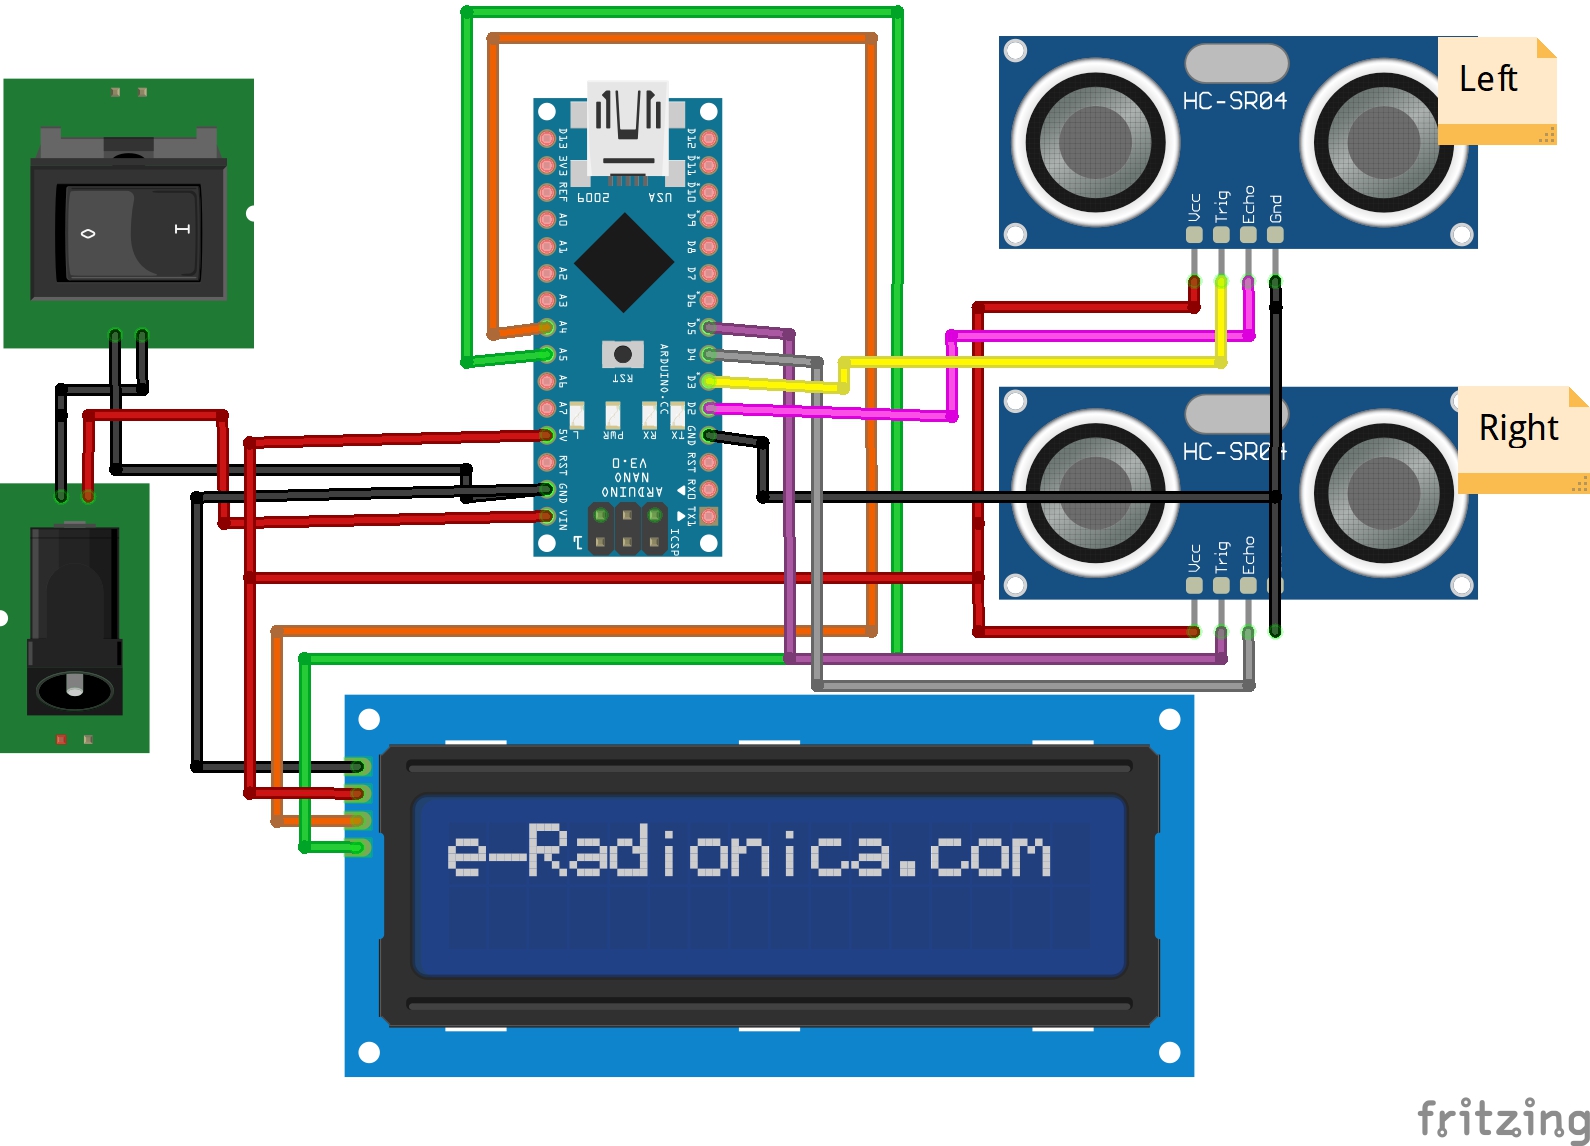 Left
HC-SR04
Vcc
Trig
Echo
Gnd
Right
HC-SR04
Vcc
Trig
Echo
I
O
D13
3V3
REF
A0
A1
A2
A3
A4
A5
A6
A7
5V
RST
GND
VIN
D12
D11
D10
D9
D8
D7
D6
D5
D4
D3
D2
GND
RST
RX0
TX1
USA
2009
RST
ARDUINO.CC
L
PWR
RX
TX
ARDUINO
NANO
V3.0
ICSP
1
e-Radionica.com
fritzing